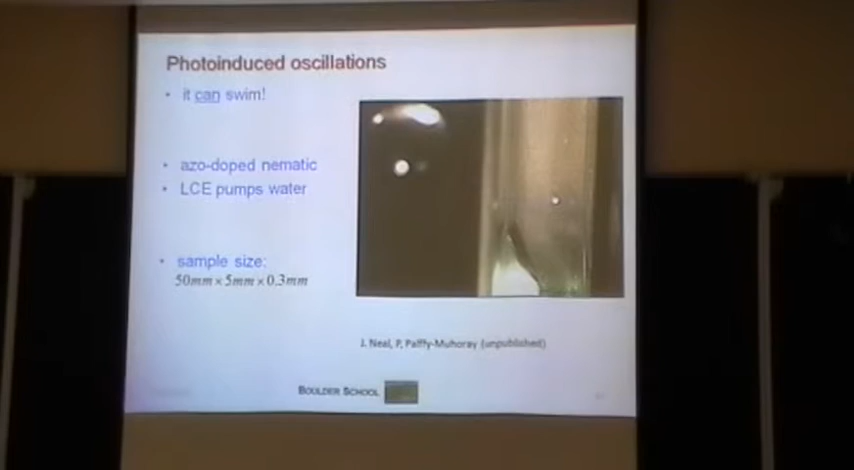 Photoinduced oscillations
• it can swim!
• azo-doped nematic
• LCE pumps water
• sample size:
50mm × 5mm × 0.3mm
J. Neal, P. Palffy-Muhoray (unpublished)
BOULDER SCHOOL